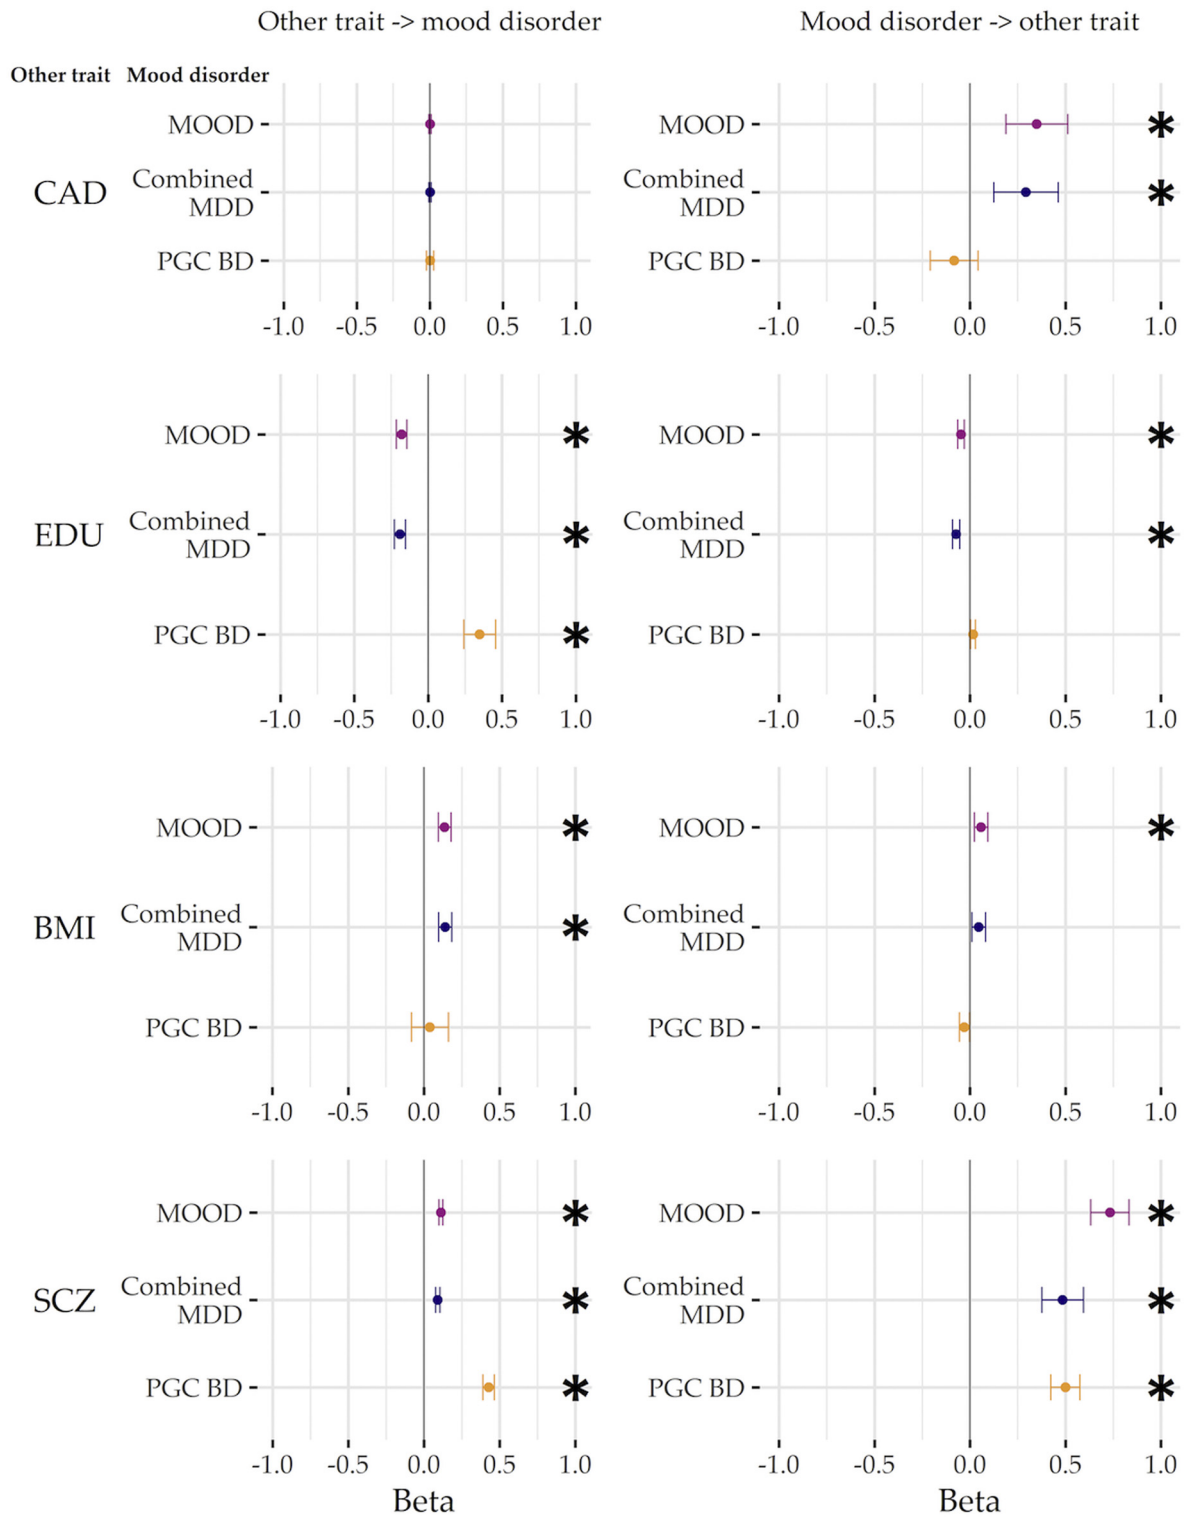 Other trait -> mood disorder
Mood disorder -> other trait
Other trait
Mood disorder
CAD
MOOD
Combined
MDD
PGC BD
-1.0 -0.5 0.0 0.5 1.0
MOOD *
Combined
MDD *
PGC BD
-1.0 -0.5 0.0 0.5 1.0
EDU
MOOD *
Combined
MDD *
PGC BD *
-1.0 -0.5 0.0 0.5 1.0
MOOD *
Combined
MDD *
PGC BD
-1.0 -0.5 0.0 0.5 1.0
BMI
MOOD *
Combined
MDD *
PGC BD
-1.0 -0.5 0.0 0.5 1.0
MOOD *
Combined
MDD
PGC BD
-1.0 -0.5 0.0 0.5 1.0
SCZ
MOOD *
Combined
MDD *
PGC BD *
-1.0 -0.5 0.0 0.5 1.0
Beta
MOOD *
Combined
MDD *
PGC BD *
-1.0 -0.5 0.0 0.5 1.0
Beta